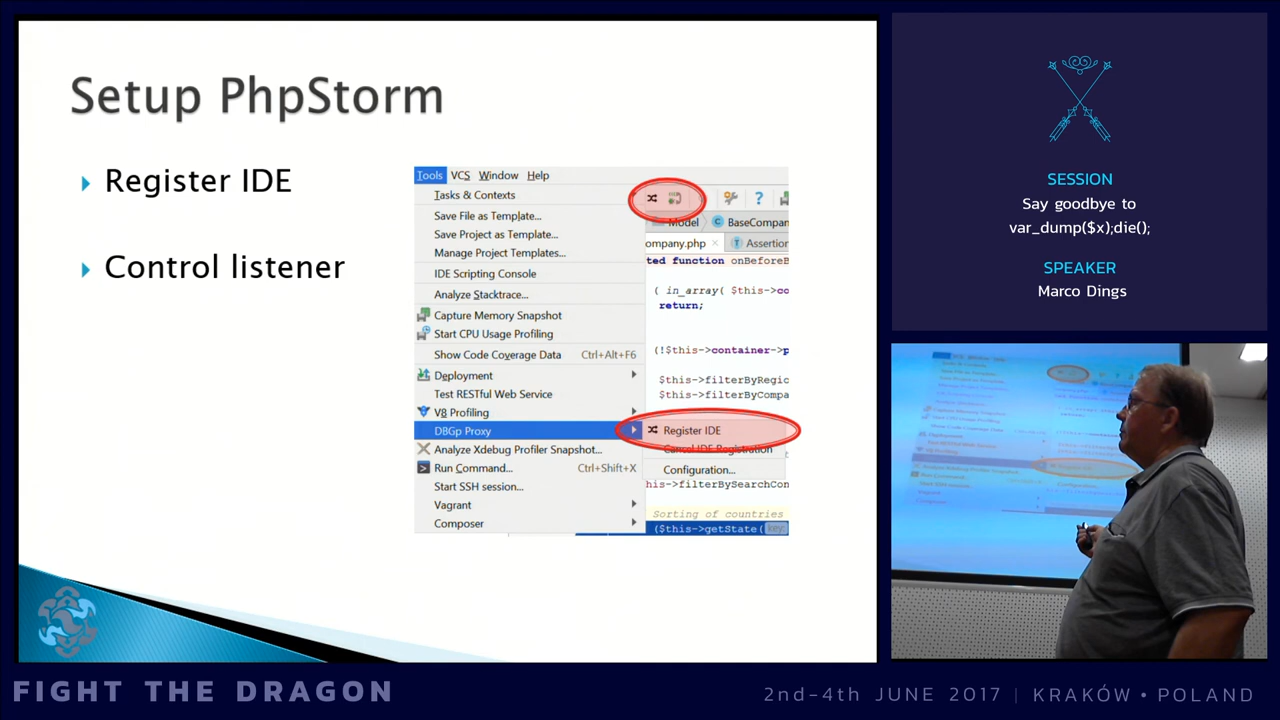 Setup PhpStorm
Register IDE
Control listener
Tools VCS Window Help
Tasks & Contexts
Save File as Template...
Save Project as Template...
Manage Project Templates...
IDE Scripting Console
Analyze Stacktrace...
Capture Memory Snapshot
Start CPU Usage Profiling
Show Code Coverage Data Ctrl+Alt+F6
Deployment
Test RESTful Web Service
V8 Profiling
DBGp Proxy
Analyze Xdebug Profiler Snapshot...
Run Command... Ctrl+Shift+X
Start SSH session...
Vagrant
Composer
Model BaseCompan
ompany.php × Assertion
ted function onBeforeB
( in_array( $this->co
return;
(!$this->container->p
$this->filterByRegic
$this->filterByCompa
Register IDE
Cancel IDE Registration
Configuration...
his->filterBySearchCon
Sorting of countries
($this->getState( key:
SESSION
Say goodbye to
var_dump($x);die();
SPEAKER
Marco Dings
FIGHT THE DRAGON
2nd-4th JUNE 2017 | KRAKÓW • POLAND